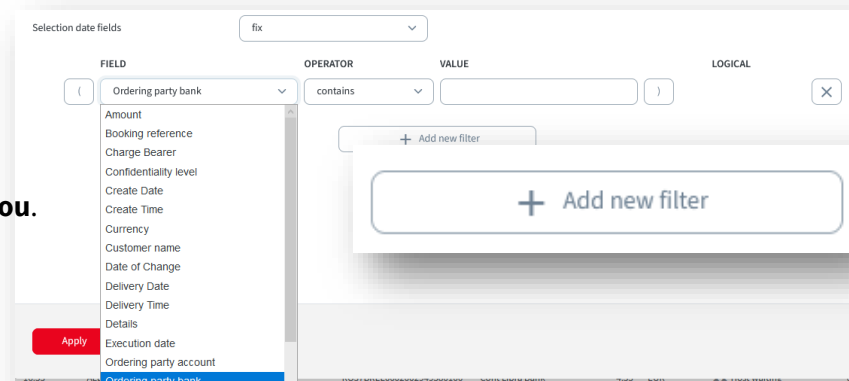 Selection date fields fix
FIELD OPERATOR VALUE LOGICAL
( Ordering party bank contains )
Amount
Booking reference
+ Add new filter
Charge Bearer
Confidentiality level
Create Date
+ Add new filter
Create Time
ou.
Currency
Customer name
Date of Change
Delivery Date
Delivery Time
Details
Apply
Execution date
Ordering party account
Ordering party bank